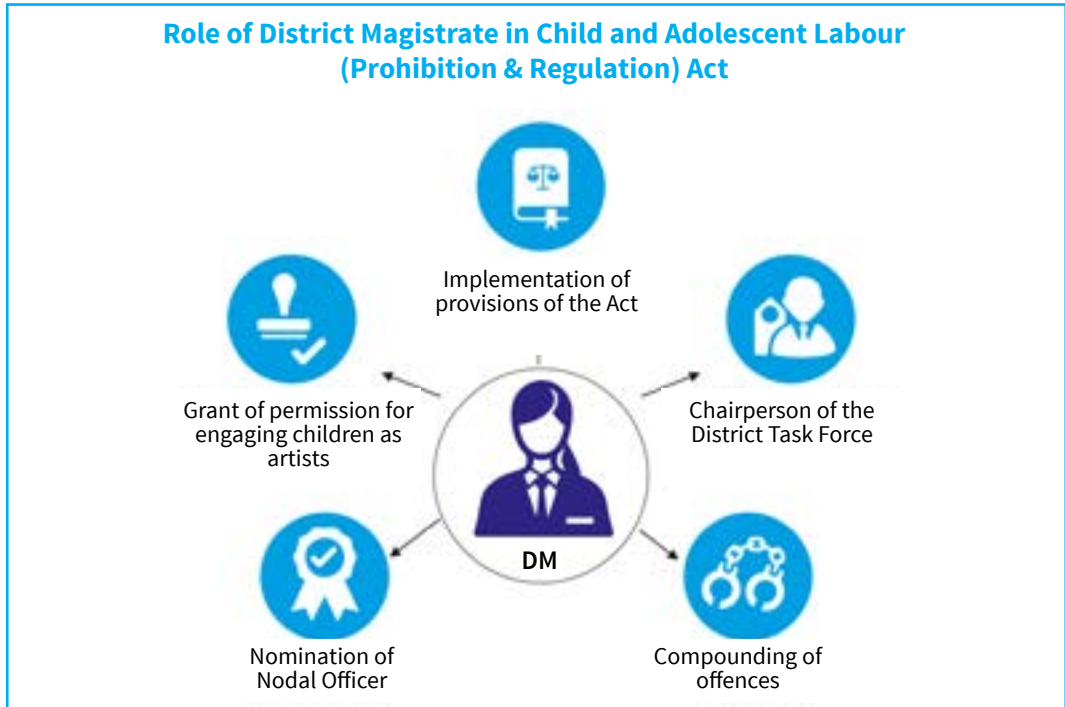 Role of District Magistrate in Child and Adolescent Labour
(Prohibition & Regulation) Act
Implementation of
provisions of the Act
Grant of permission for
engaging children as
artists
Chairperson of the
District Task Force
DM
Nomination of
Nodal Officer
Compounding of
offences